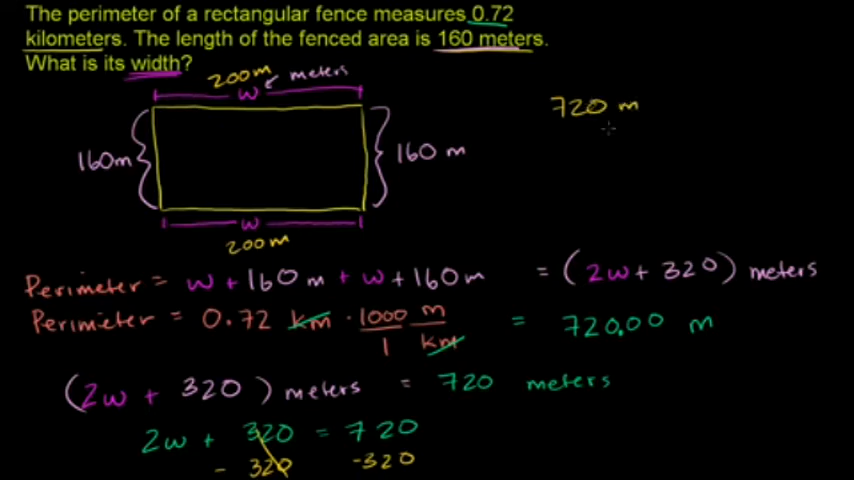 The perimeter of a rectangular fence measures 0.72
kilometers. The length of the fenced area is 160 meters.
What is its width?
200m
w meters
720 m
160m
160 m
w
200m
Perimeter = w + 160 m + w + 160 m = (2w + 320) meters
Perimeter = 0.72 km · 1000/1 m/km = 720.00 m
(2w + 320) meters = 720 meters
2w + 320 = 720
- 320 -320